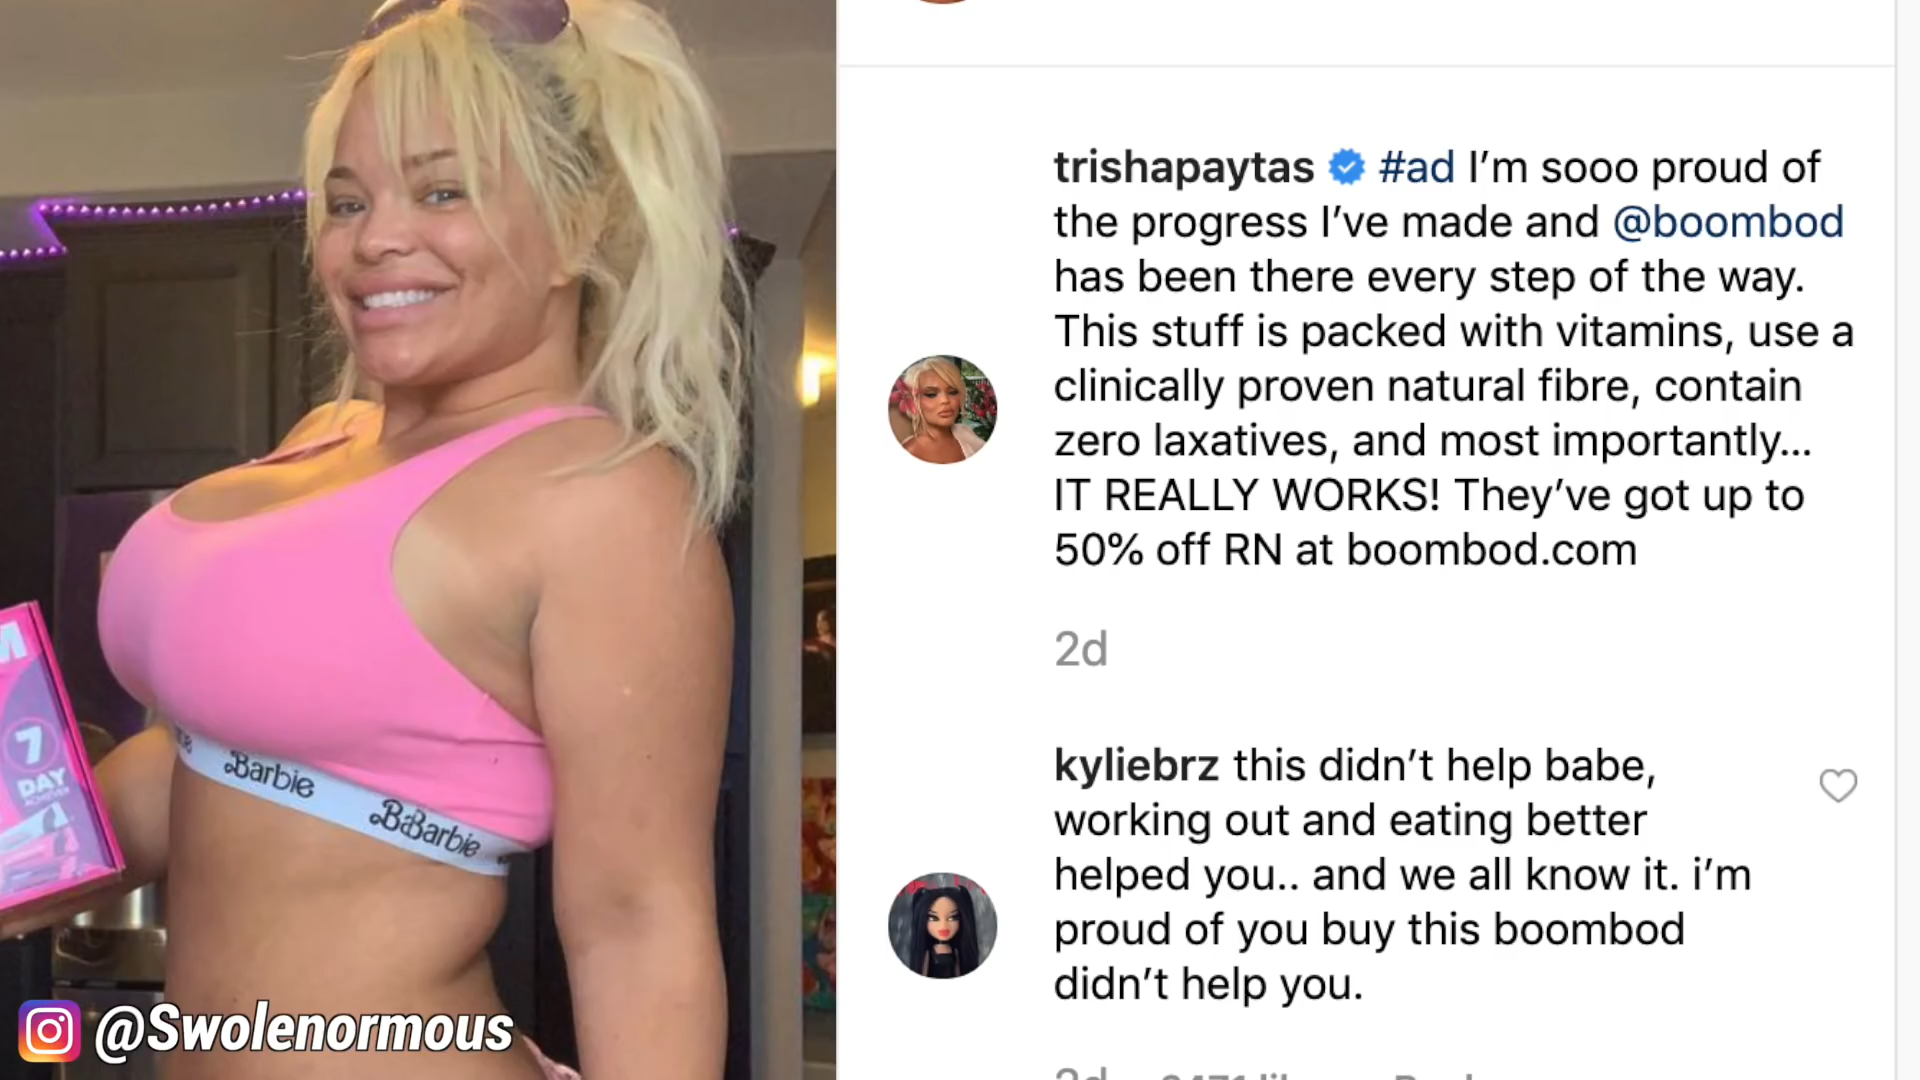 trishapaytas #ad I’m sooo proud of
the progress I’ve made and @boombod
has been there every step of the way.
This stuff is packed with vitamins, use a
clinically proven natural fibre, contain
zero laxatives, and most importantly...
IT REALLY WORKS! They’ve got up to
50% off RN at boombod.com
2d
kyliebrz this didn’t help babe,
working out and eating better
helped you.. and we all know it. i’m
proud of you buy this boombod
didn’t help you.
7
DAY
ACHIEVER
Barbie
BaBarbie
@Swolenormous